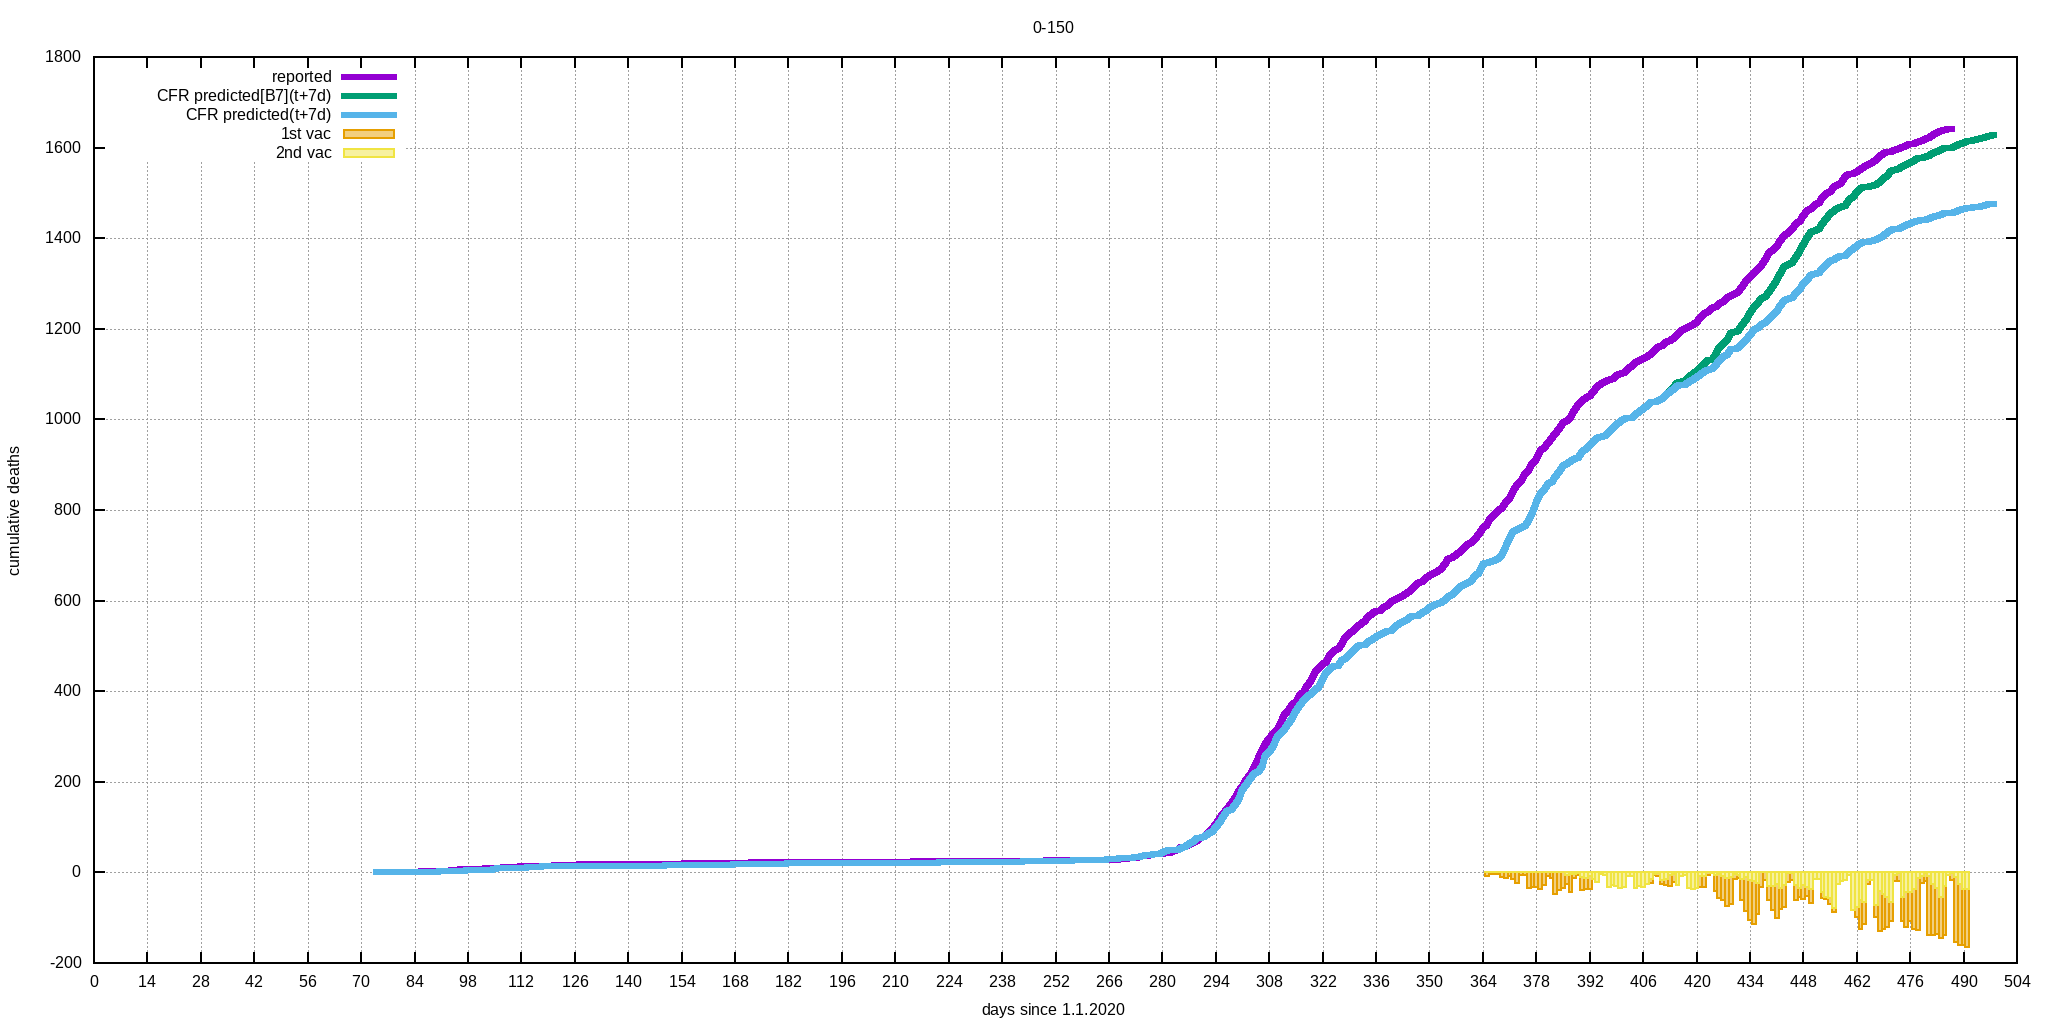 0-150
1800
1600
1400
1200
1000
800
600
400
200
0
-200
cumulative deaths
reported
CFR predicted[B7](t+7d)
CFR predicted(t+7d)
1st vac
2nd vac
0 14 28 42 56 70 84 98 112 126 140 154 168 182 196 210 224 238 252 266 280 294 308 322 336 350 364 378 392 406 420 434 448 462 476 490 504
days since 1.1.2020